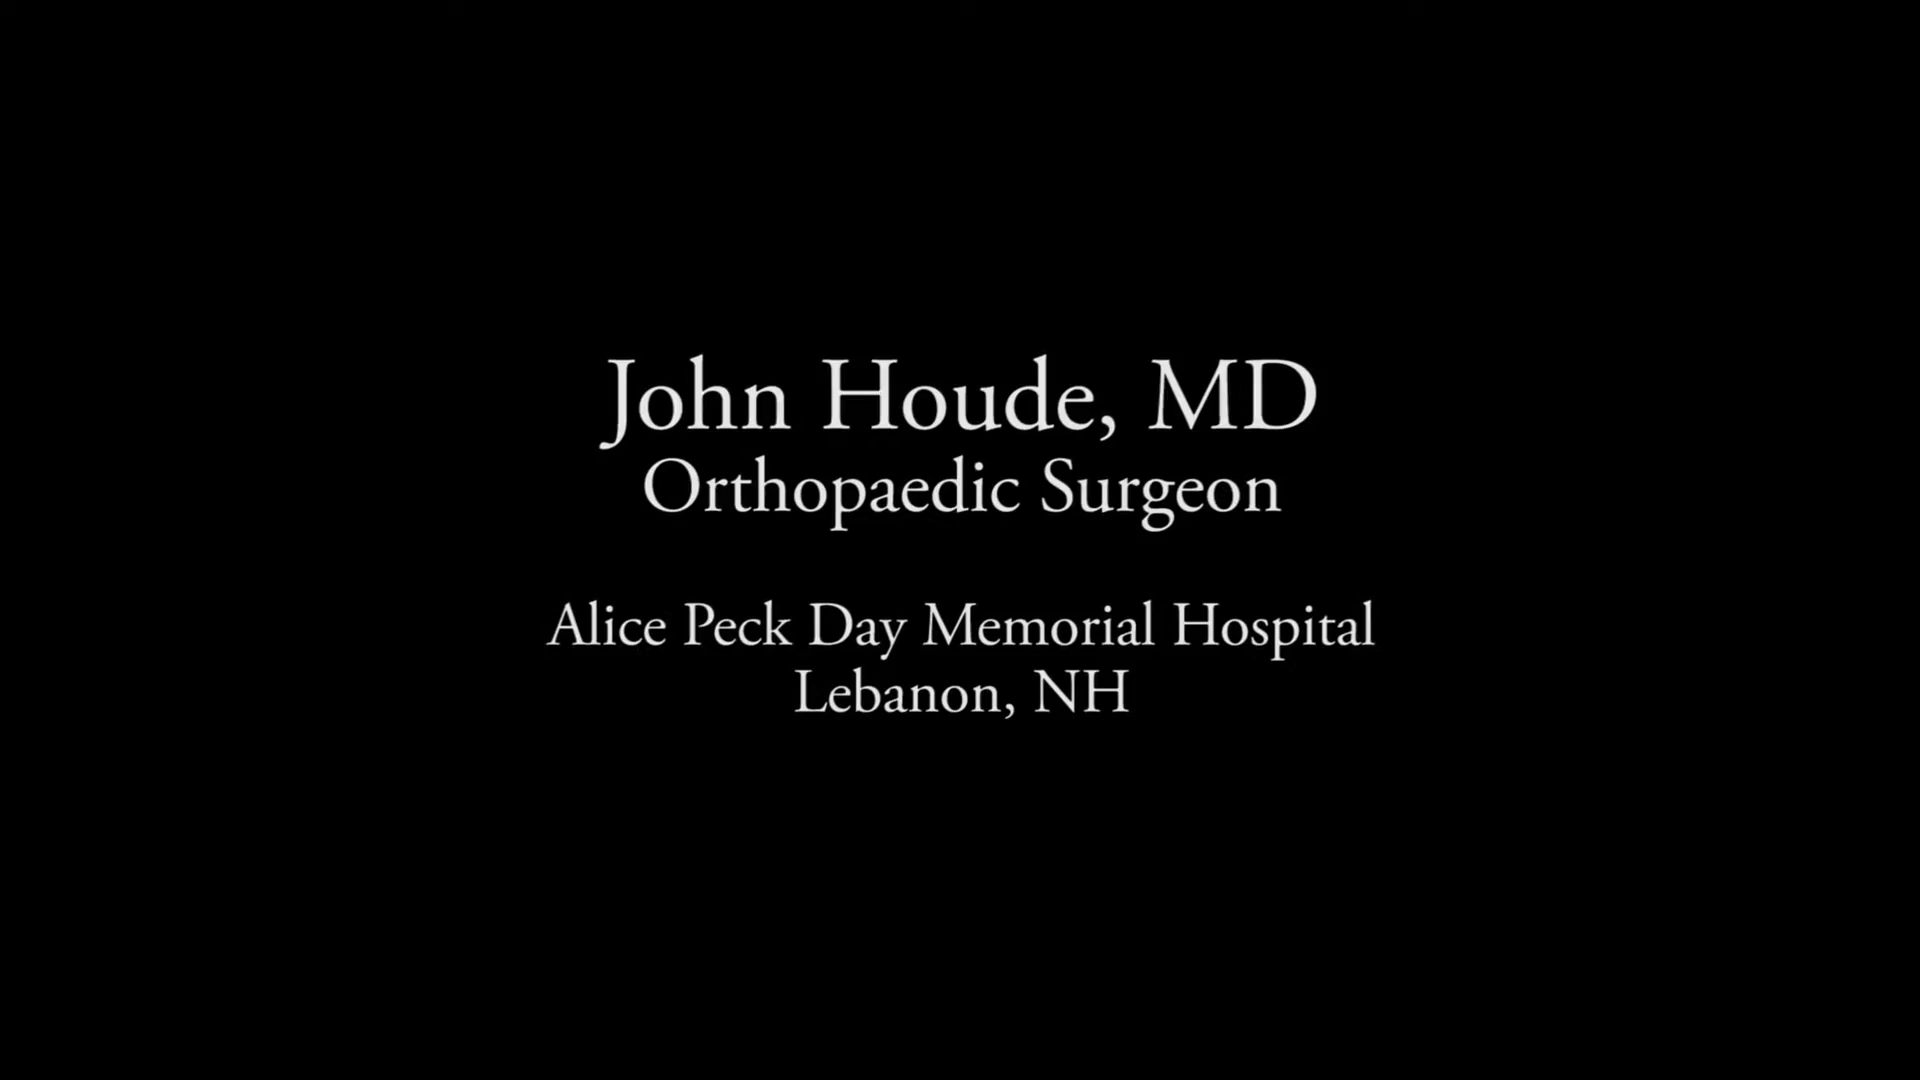 John Houde, MD
Orthopaedic Surgeon
Alice Peck Day Memorial Hospital
Lebanon, NH